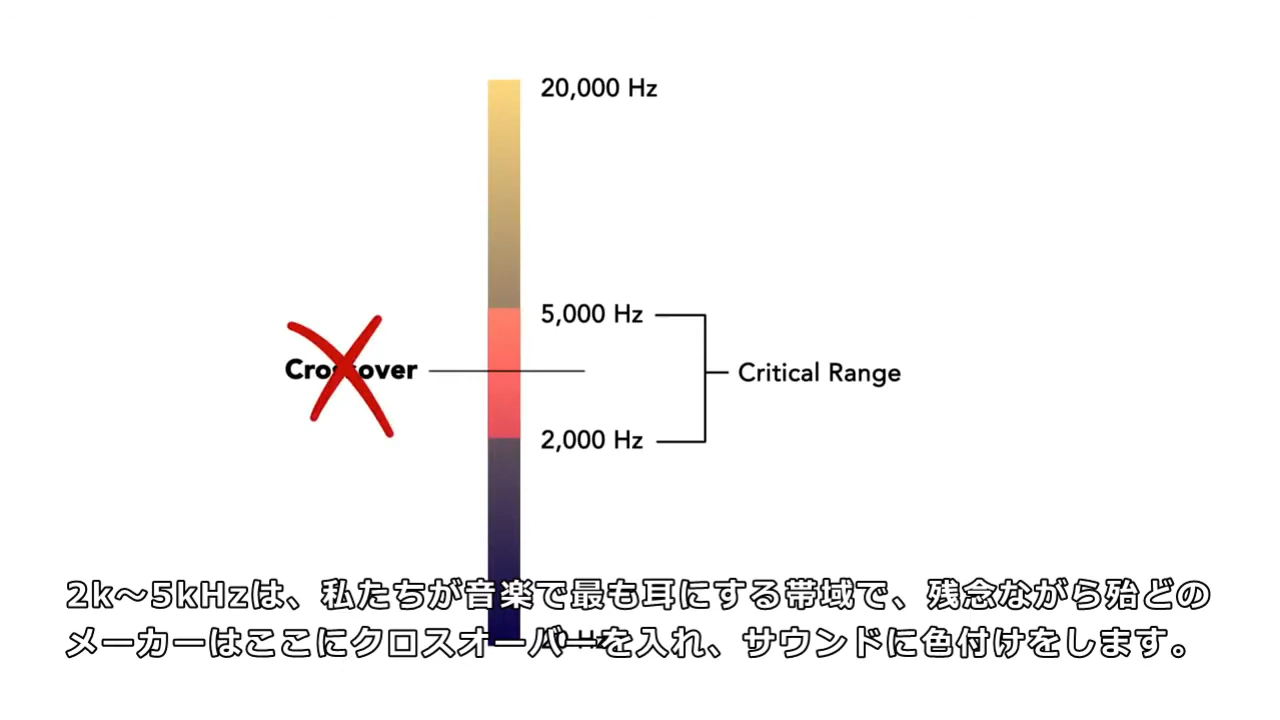 20,000 Hz
5,000 Hz
Crossover
Critical Range
2,000 Hz
2k～5kHzは、私たちが音楽で最も耳にする帯域で、残念ながら殆どの
メーカーはここにクロスオーバーを入れ、サウンドに色付けをします。